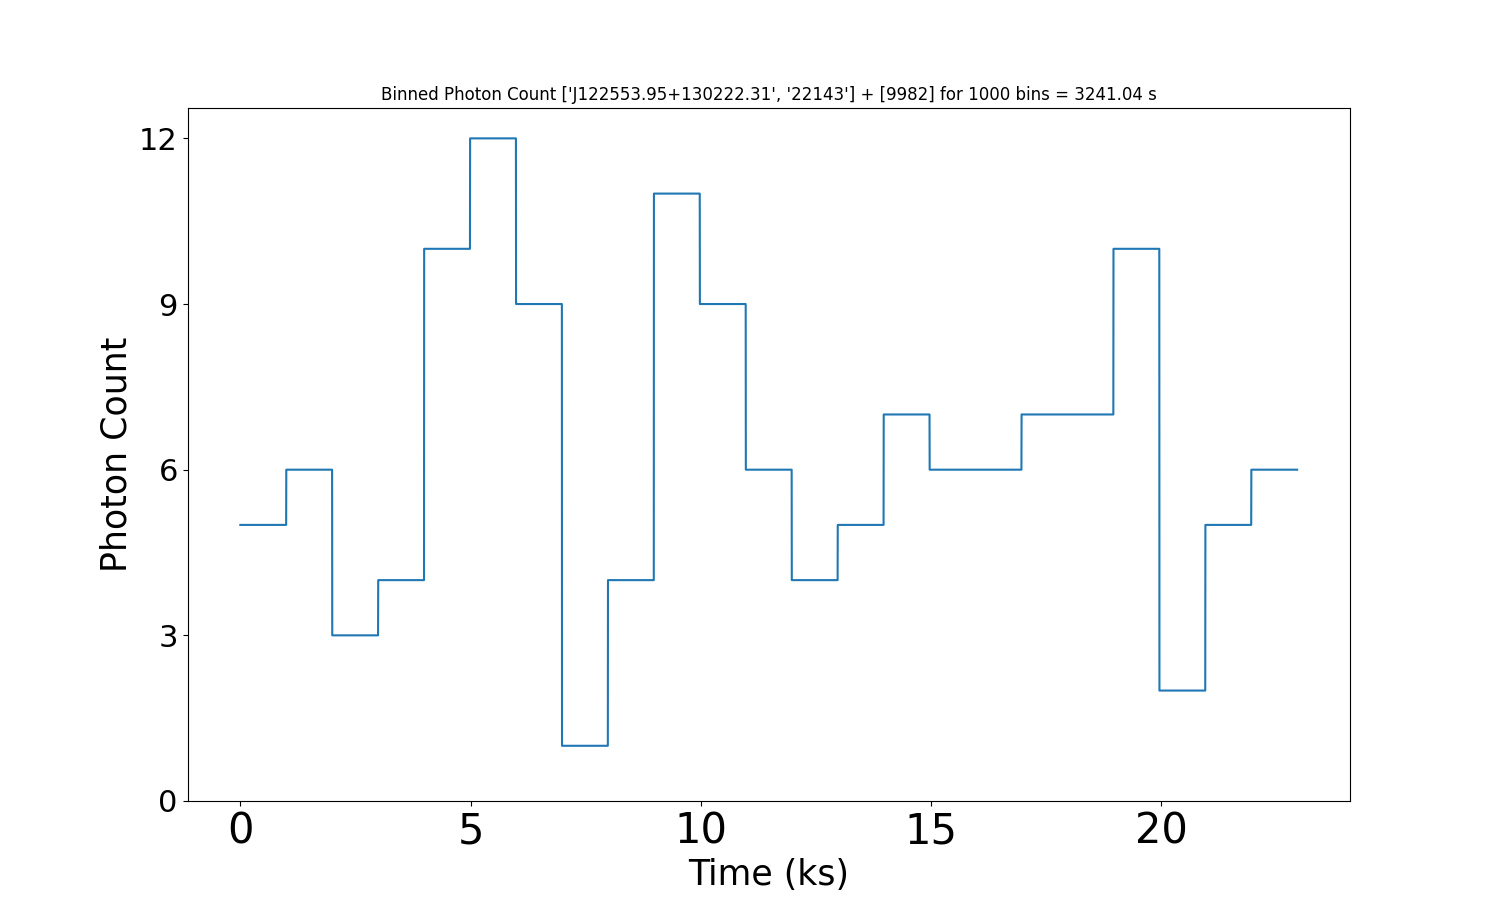 Binned Photon Count ['J122553.95+130222.31', '22143'] + [9982] for 1000 bins = 3241.04 s
12
9
6
3
0
Photon Count
0 5 10 15 20
Time (ks)